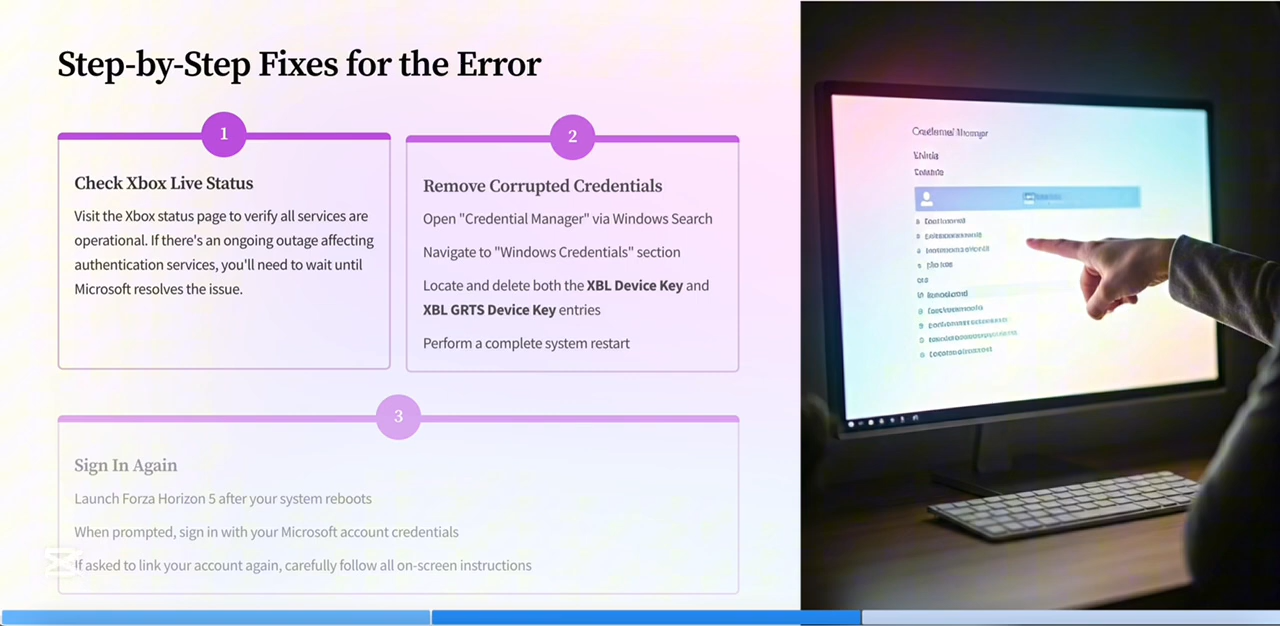 Step-by-Step Fixes for the Error
1
Check Xbox Live Status
Visit the Xbox status page to verify all services are
operational. If there's an ongoing outage affecting
authentication services, you'll need to wait until
Microsoft resolves the issue.
2
Remove Corrupted Credentials
Open "Credential Manager" via Windows Search
Navigate to "Windows Credentials" section
Locate and delete both the XBL Device Key and
XBL GRTS Device Key entries
Perform a complete system restart
3
Sign In Again
Launch Forza Horizon 5 after your system reboots
When prompted, sign in with your Microsoft account credentials
If asked to link your account again, carefully follow all on-screen instructions